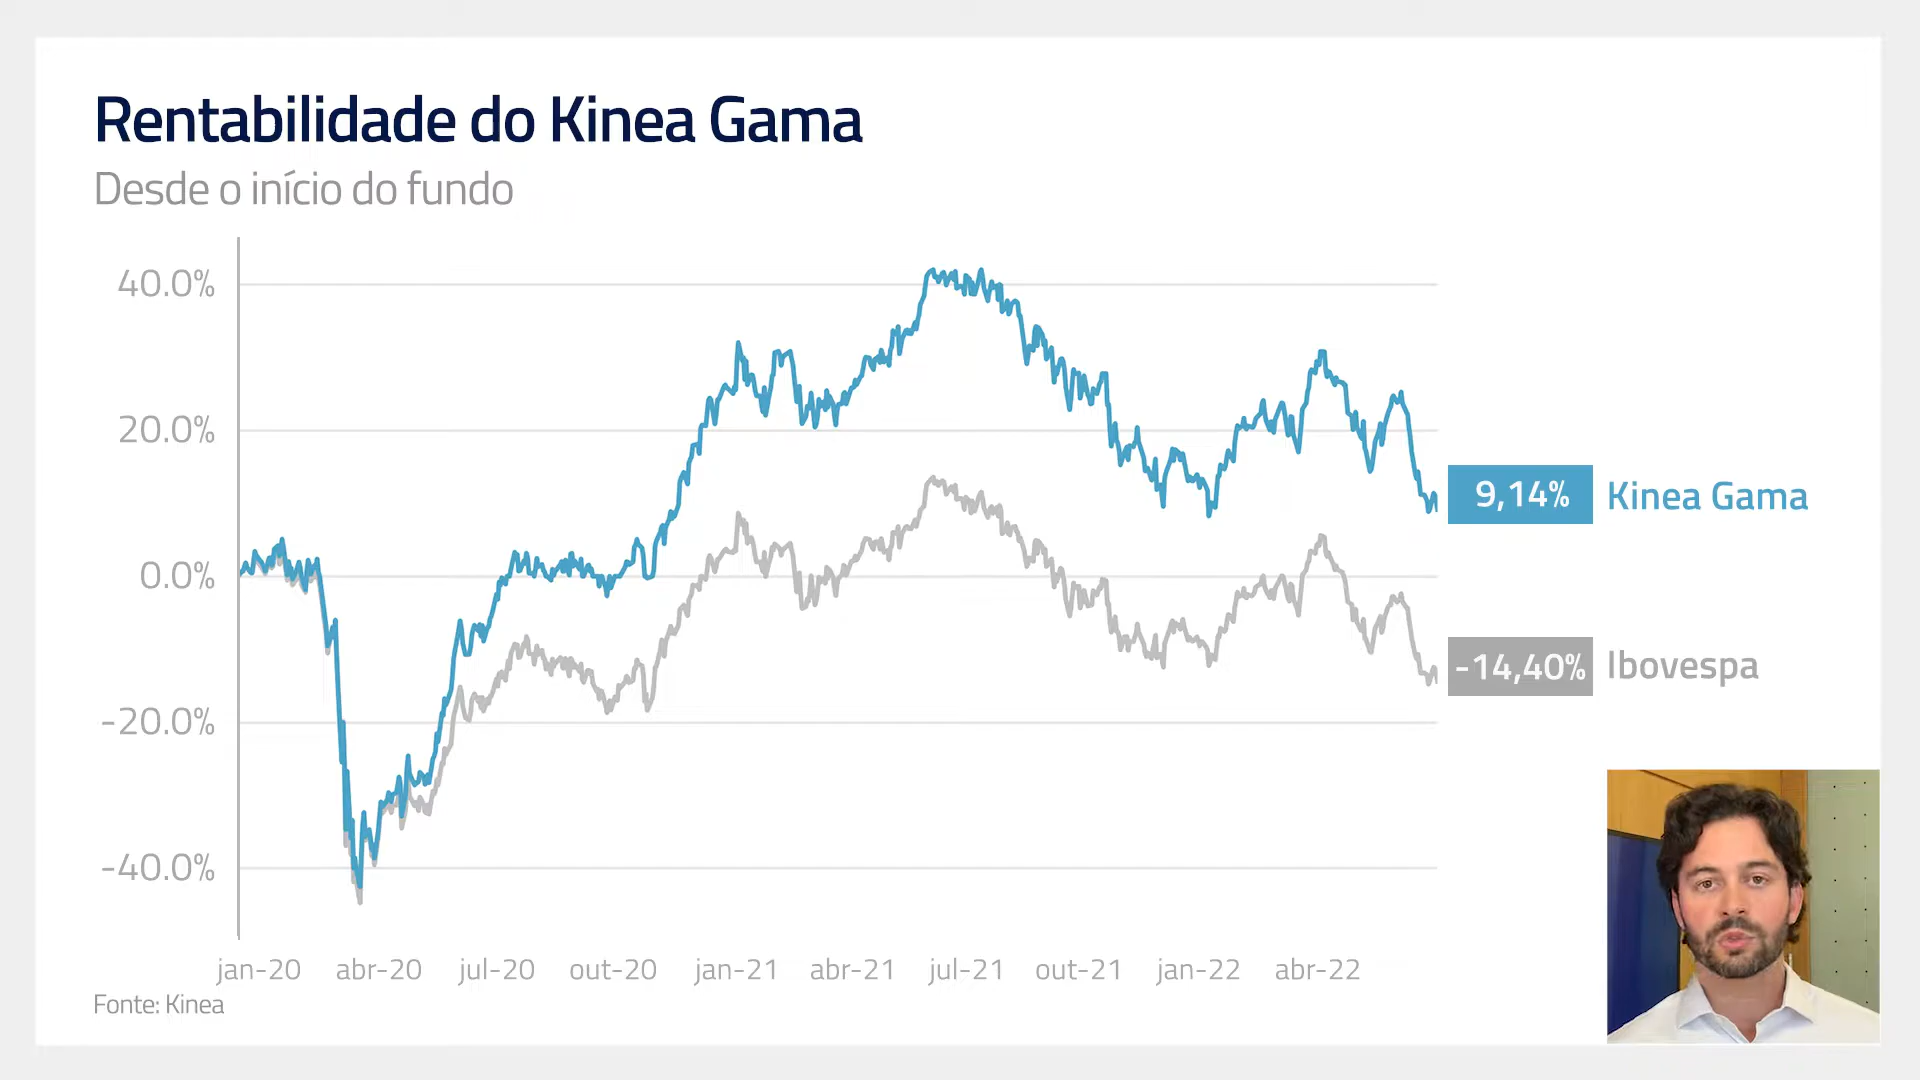 Rentabilidade do Kinea Gama
Desde o início do fundo
40.0%
20.0%
0.0%
-20.0%
-40.0%
9,14% Kinea Gama
-14,40% Ibovespa
jan-20 abr-20 jul-20 out-20 jan-21 abr-21 jul-21 out-21 jan-22 abr-22
Fonte: Kinea